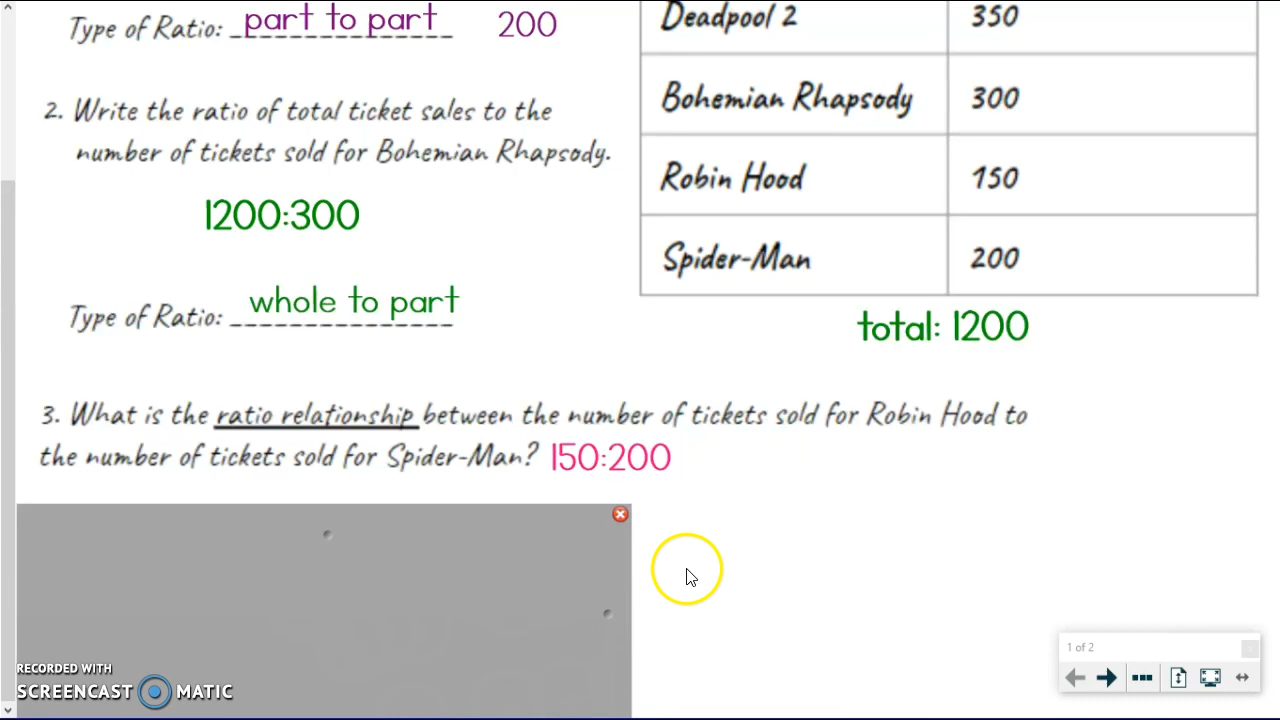 part to part
Type of Ratio: _______________ 200
2. Write the ratio of total ticket sales to the
number of tickets sold for Bohemian Rhapsody.
1200:300
whole to part
Type of Ratio: _______________
Deadpool 2 350
Bohemian Rhapsody 300
Robin Hood 150
Spider-Man 200
total: 1200
3. What is the ratio relationship between the number of tickets sold for Robin Hood to
the number of tickets sold for Spider-Man? 150:200
1 of 2
RECORDED WITH
SCREENCAST MATIC